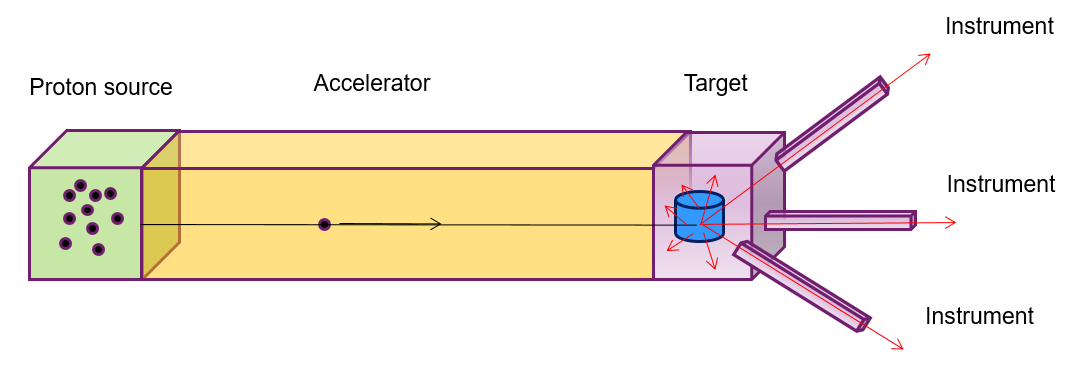 Instrument
Proton source
Accelerator
Target
Instrument
Instrument